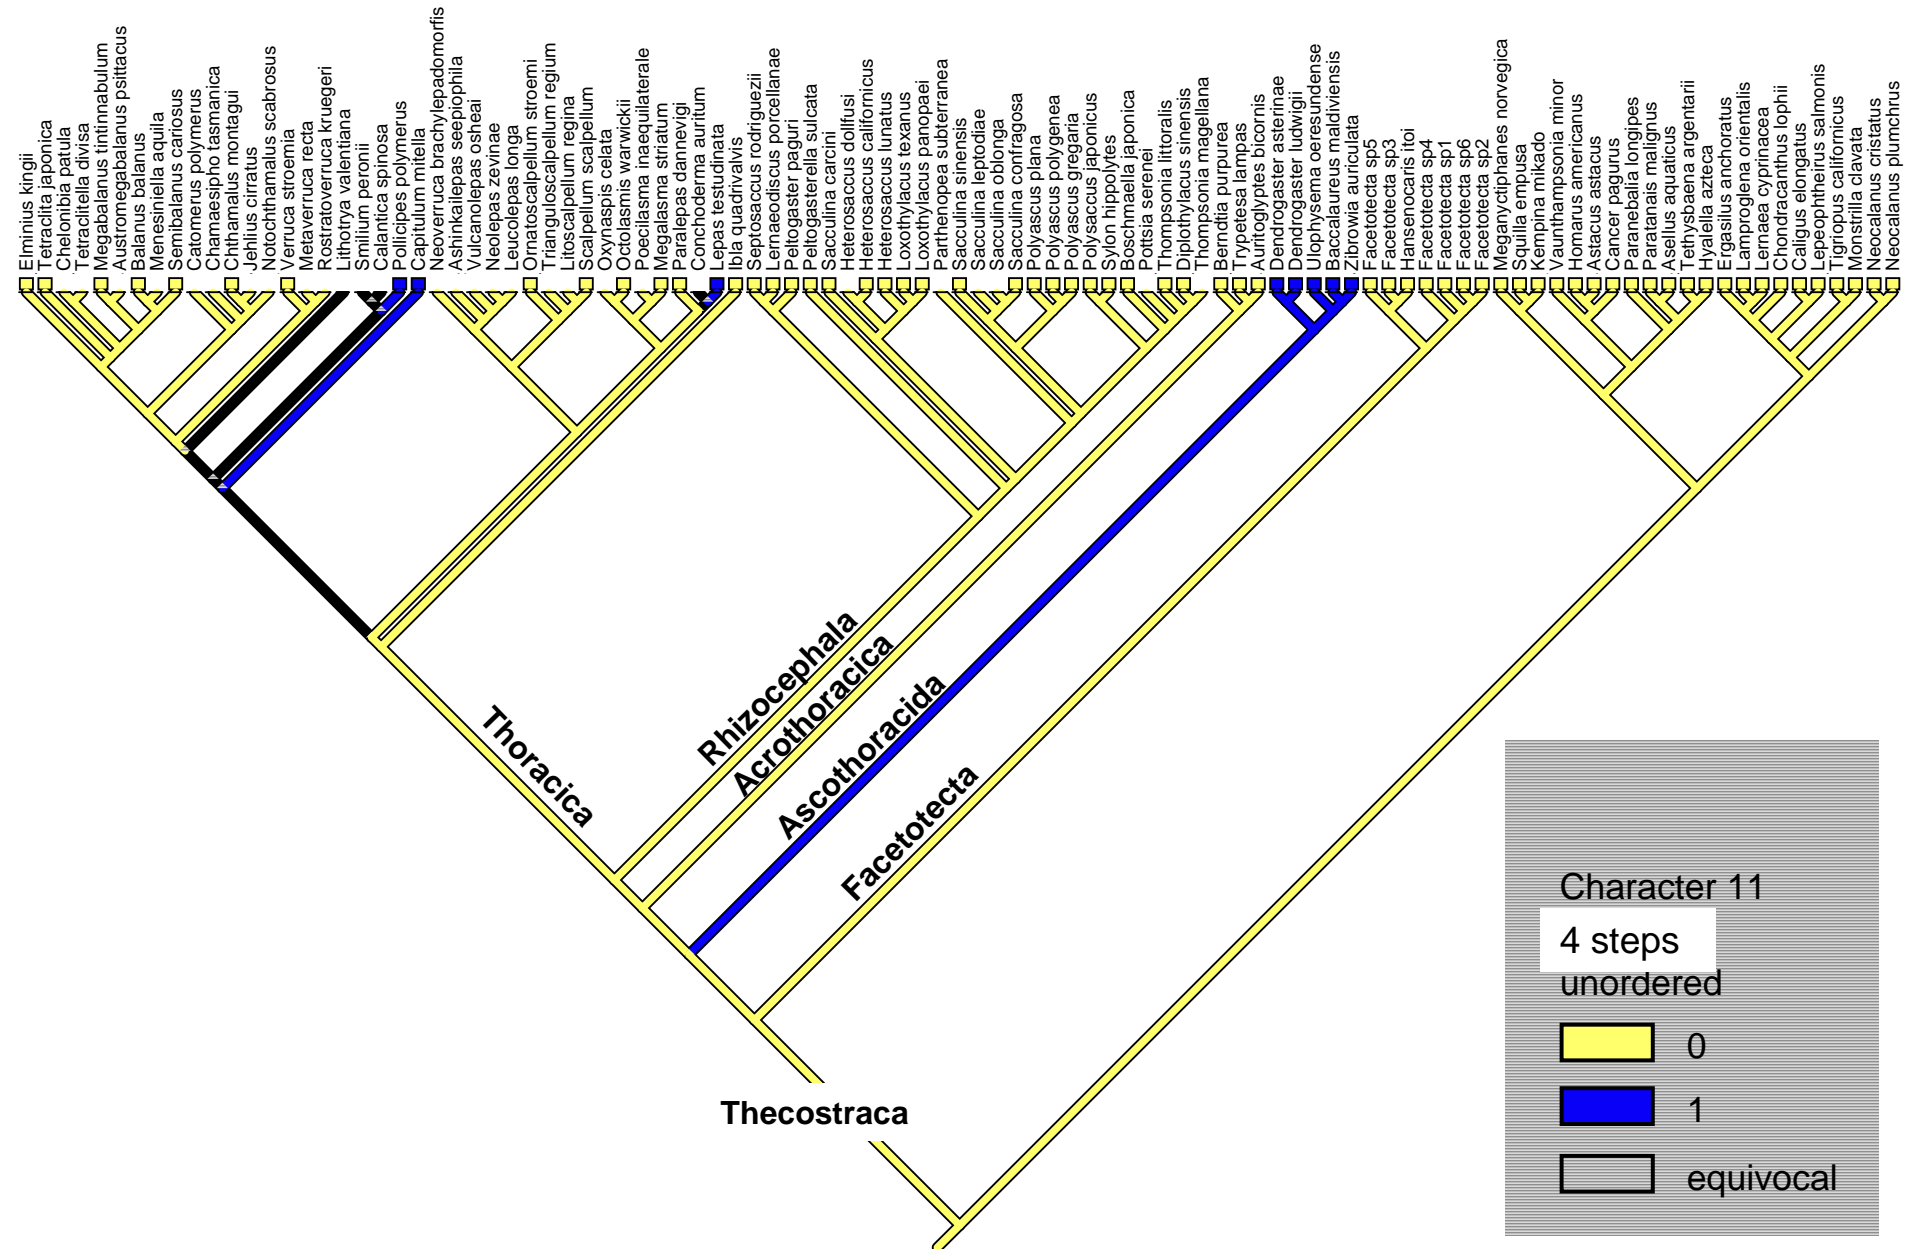 Elminius kingii
Tetraclita japonica
Chelonibia patula
Tetraclitella divisa
Megabalanus tintinnabulum
Austromegabalanus psittacus
Balanus balanus
Menesiniella aquila
Semibalanus cariosus
Catomerus polymerus
Chamaesipho tasmanica
Chthamalus montagui
Jehlius cirratus
Notochthamalus scabrosus
Verruca stroemia
Metaverruca recta
Rostratoverruca kruegeri
Lithotrya valentiana
Smilium peronii
Calantica spinosa
Pollicipes polymerus
Capitulum mitella
Neoverruca brachylepadomorfis
Ashinkailepas seepiophila
Vulcanolepas osheai
Neolepas zevinae
Leucolepas longa
Ornatoscalpellum stroemi
Trianguloscalpellum regium
Litoscalpellum regina
Scalpellum scalpellum
Oxynaspis celata
Octolasmis warwickii
Poecilasma inaequilaterale
Megalasma striatum
Paralepas dannevigi
Conchoderma auritum
Lepas testudinata
Ibla quadrivalvis
Septosaccus rodriguezii
Lernaeodiscus porcellanae
Peltogaster paguri
Peltogasterella sulcata
Sacculina carcini
Heterosaccus dollfusi
Heterosaccus californicus
Heterosaccus lunatus
Loxothylacus texanus
Loxothylacus panopaei
Parthenopea subterranea
Sacculina sinensis
Sacculina leptodiae
Sacculina oblonga
Sacculina confragosa
Polyascus plana
Polyascus polygenea
Polyascus gregaria
Polysaccus japonicus
Sylon hippolytes
Boschmaella japonica
Pottsia serenei
Thompsonia littoralis
Diplothylacus sinensis
Thompsonia magellana
Berndtia purpurea
Trypetesa lampas
Auritoglyptes bicornis
Dendrogaster asterinae
Dendrogaster ludwigii
Ulophysema oeresundense
Baccalaureus maldiviensis
Zibrowia auriculata
Facetotecta sp5
Facetotecta sp3
Hansenocaris itoi
Facetotecta sp4
Facetotecta sp1
Facetotecta sp6
Facetotecta sp2
Meganyctiphanes norvegica
Squilla empusa
Kempina mikado
Vaunthampsonia minor
Homarus americanus
Astacus astacus
Cancer pagurus
Paranebalia longipes
Paratanais malignus
Asellus aquaticus
Tethysbaena argentarii
Hyalella azteca
Ergasilus anchoratus
Lamproglena orientalis
Lernaea cyprinacea
Chondracanthus lophii
Caligus elongatus
Lepeophtheirus salmonis
Tigriopus californicus
Monstrilla clavata
Neocalanus cristatus
Neocalanus plumchrus
Thoracica
Rhizocephala
Acrothoracica
Ascothoracida
Facetotecta
Thecostraca
Character 11
4 steps
unordered
0
1
equivocal